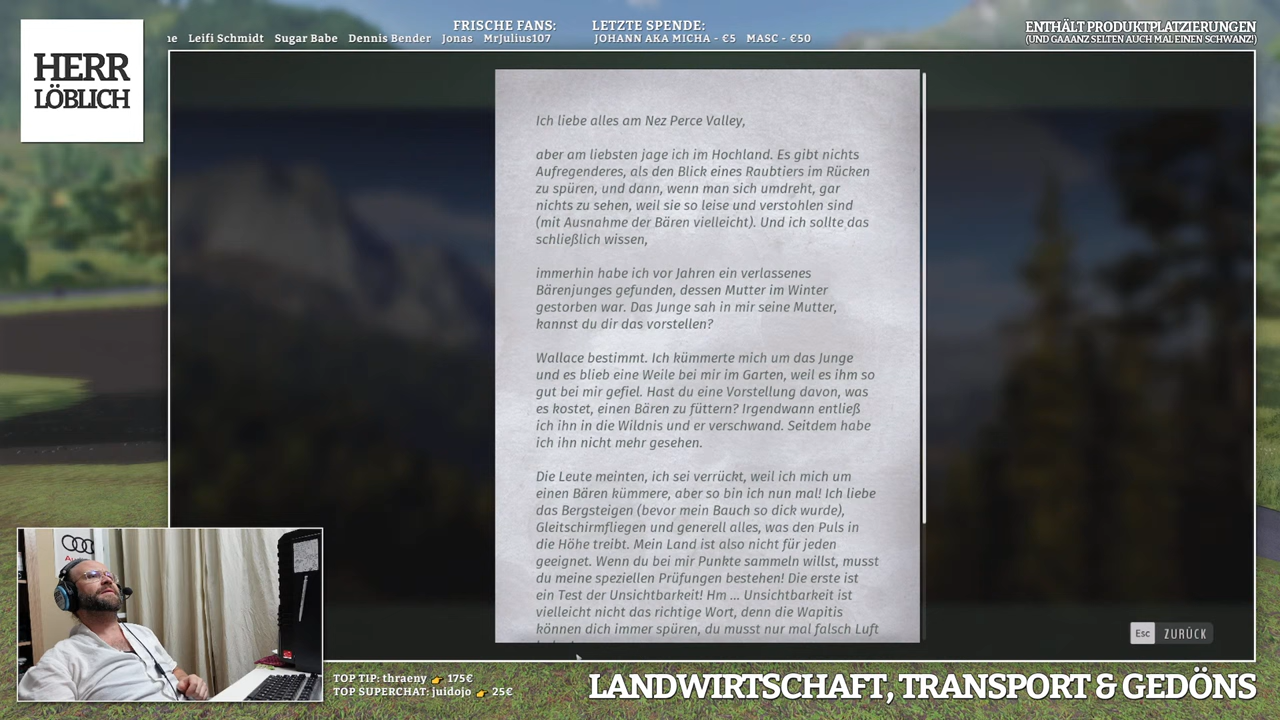 FRISCHE FANS:
LETZTE SPENDE:
ENTHÄLT PRODUKTPLATZIERUNGEN
Leifi Schmidt Sugar Babe Dennis Bender Jonas MrJulius107
JOHANN AKA MICHA - €5 MASC - €50
(UND GAAANZ SELTEN AUCH MAL EINEN SCHWANZ!)
HERR
LÖBLICH
Ich liebe alles am Nez Perce Valley,
aber am liebsten jage ich im Hochland. Es gibt nichts
Aufregenderes, als den Blick eines Raubtiers im Rücken
zu spüren, und dann, wenn man sich umdreht, gar
nichts zu sehen, weil sie so leise und verstohlen sind
(mit Ausnahme der Bären vielleicht). Und ich sollte das
schließlich wissen,
immerhin habe ich vor Jahren ein verlassenes
Bärenjunges gefunden, dessen Mutter im Winter
gestorben war. Das Junge sah in mir seine Mutter,
kannst du dir das vorstellen?
Wallace bestimmt. Ich kümmerte mich um das Junge
und es blieb eine Weile bei mir im Garten, weil es ihm so
gut bei mir gefiel. Hast du eine Vorstellung davon, was
es kostet, einen Bären zu füttern? Irgendwann entließ
ich ihn in die Wildnis und er verschwand. Seitdem habe
ich ihn nicht mehr gesehen.
Die Leute meinten, ich sei verrückt, weil ich mich um
einen Bären kümmere, aber so bin ich nun mal! Ich liebe
das Bergsteigen (bevor mein Bauch so dick wurde),
Gleitschirmfliegen und generell alles, was den Puls in
die Höhe treibt. Mein Land ist also nicht für jeden
geeignet. Wenn du bei mir Punkte sammeln willst, musst
du meine speziellen Prüfungen bestehen! Die erste ist
ein Test der Unsichtbarkeit! Hm ... Unsichtbarkeit ist
vielleicht nicht das richtige Wort, denn die Wapitis
können dich immer spüren, du musst nur mal falsch Luft
Esc ZURÜCK
Audi
TOP TIP: thraeny 👉 175€
TOP SUPERCHAT: juidojo 👉 25€
LANDWIRTSCHAFT, TRANSPORT & GEDÖNS